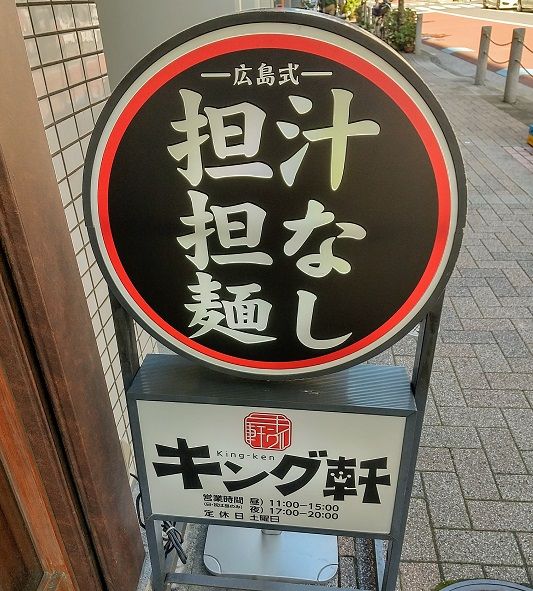 広島式
汁なし
担担麺
King-ken
キング軒
営業時間 昼) 11:00-15:00
夜) 17:00-20:00
定休日 土曜日